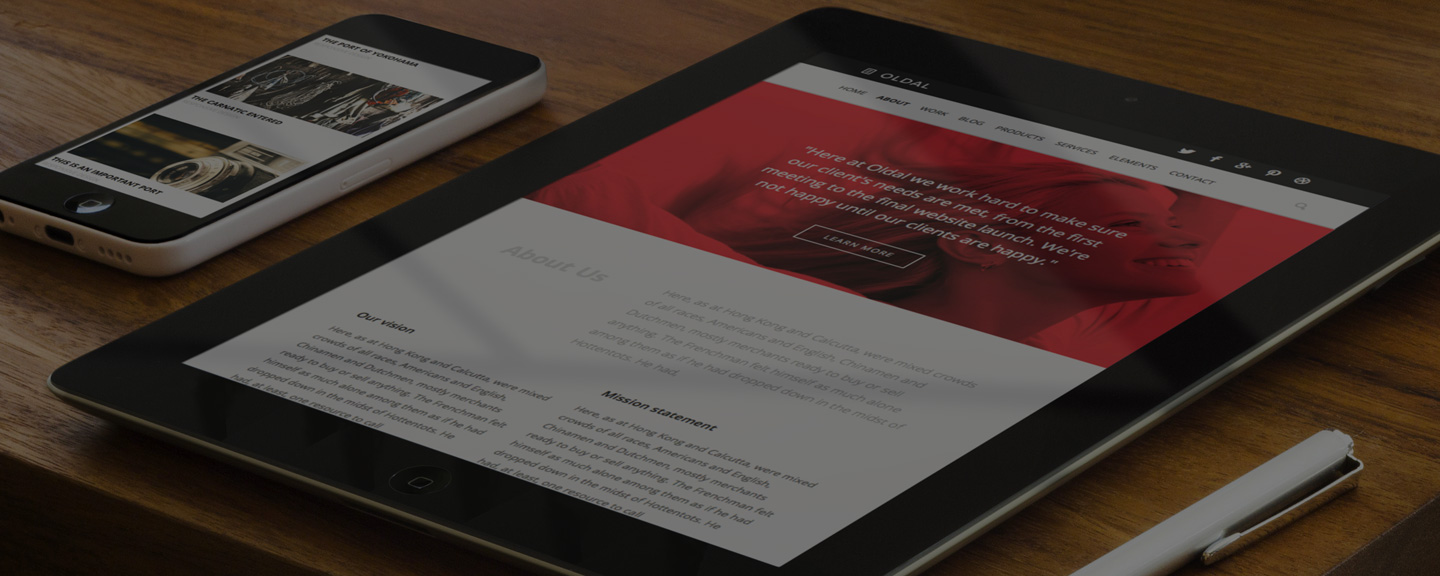 THE PORT OF YOKOHAMA
THE CARNATIC ENTERED
THIS IS AN IMPORTANT PORT
OLDAL
HOME ABOUT WORK BLOG PRODUCTS SERVICES ELEMENTS CONTACT
"Here at Oldal we work hard to make sure
our client's needs are met, from the first
meeting to the final website launch. We're
not happy until our clients are happy."
LEARN MORE
About Us
Here, as at Hong Kong and Calcutta, were mixed crowds
of all races, Americans and English, Chinamen and
Dutchmen, mostly merchants ready to buy or sell
anything. The Frenchman felt himself as much alone
among them as if he had dropped down in the midst of
Hottentots. He had,
Our vision
Here, as at Hong Kong and Calcutta, were mixed
crowds of all races, Americans and English,
Chinamen and Dutchmen, mostly merchants
ready to buy or sell anything. The Frenchman felt
himself as much alone among them as if he had
dropped down in the midst of Hottentots. He
had, at least, one resource to call
Mission statement
Here, as at Hong Kong and Calcutta, were mixed
crowds of all races, Americans and English,
Chinamen and Dutchmen, mostly merchants
ready to buy or sell anything. The Frenchman felt
himself as much alone among them as if he had
dropped down in the midst of Hottentots. He
had, at least, one resource to call